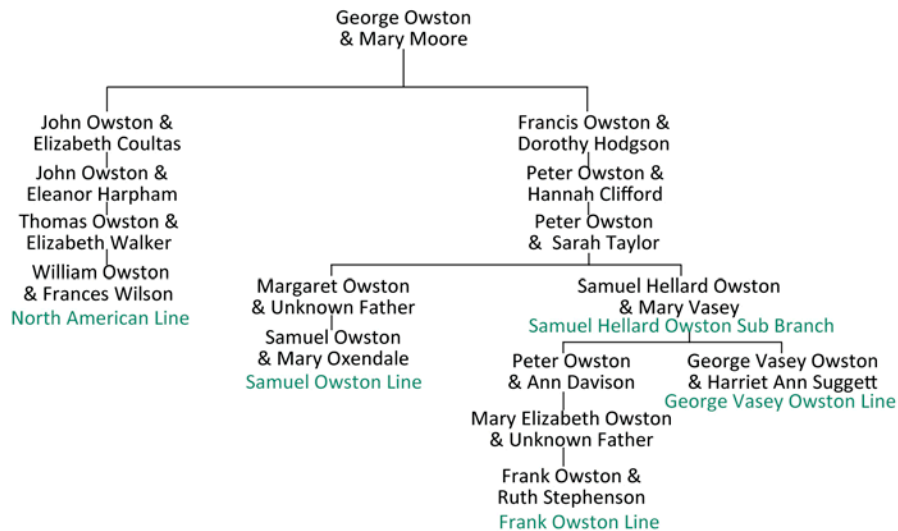 George Owston
& Mary Moore
John Owston &
Elizabeth Coultas
John Owston &
Eleanor Harpham
Thomas Owston &
Elizabeth Walker
William Owston
& Frances Wilson
North American Line
Francis Owston &
Dorothy Hodgson
Peter Owston &
Hannah Clifford
Peter Owston
& Sarah Taylor
Margaret Owston
& Unknown Father
Samuel Owston
& Mary Oxendale
Samuel Owston Line
Samuel Hellard Owston
& Mary Vasey
Samuel Hellard Owston Sub Branch
Peter Owston
& Ann Davison
Mary Elizabeth Owston
& Unknown Father
Frank Owston &
Ruth Stephenson
Frank Owston Line
George Vasey Owston
& Harriet Ann Suggett
George Vasey Owston Line